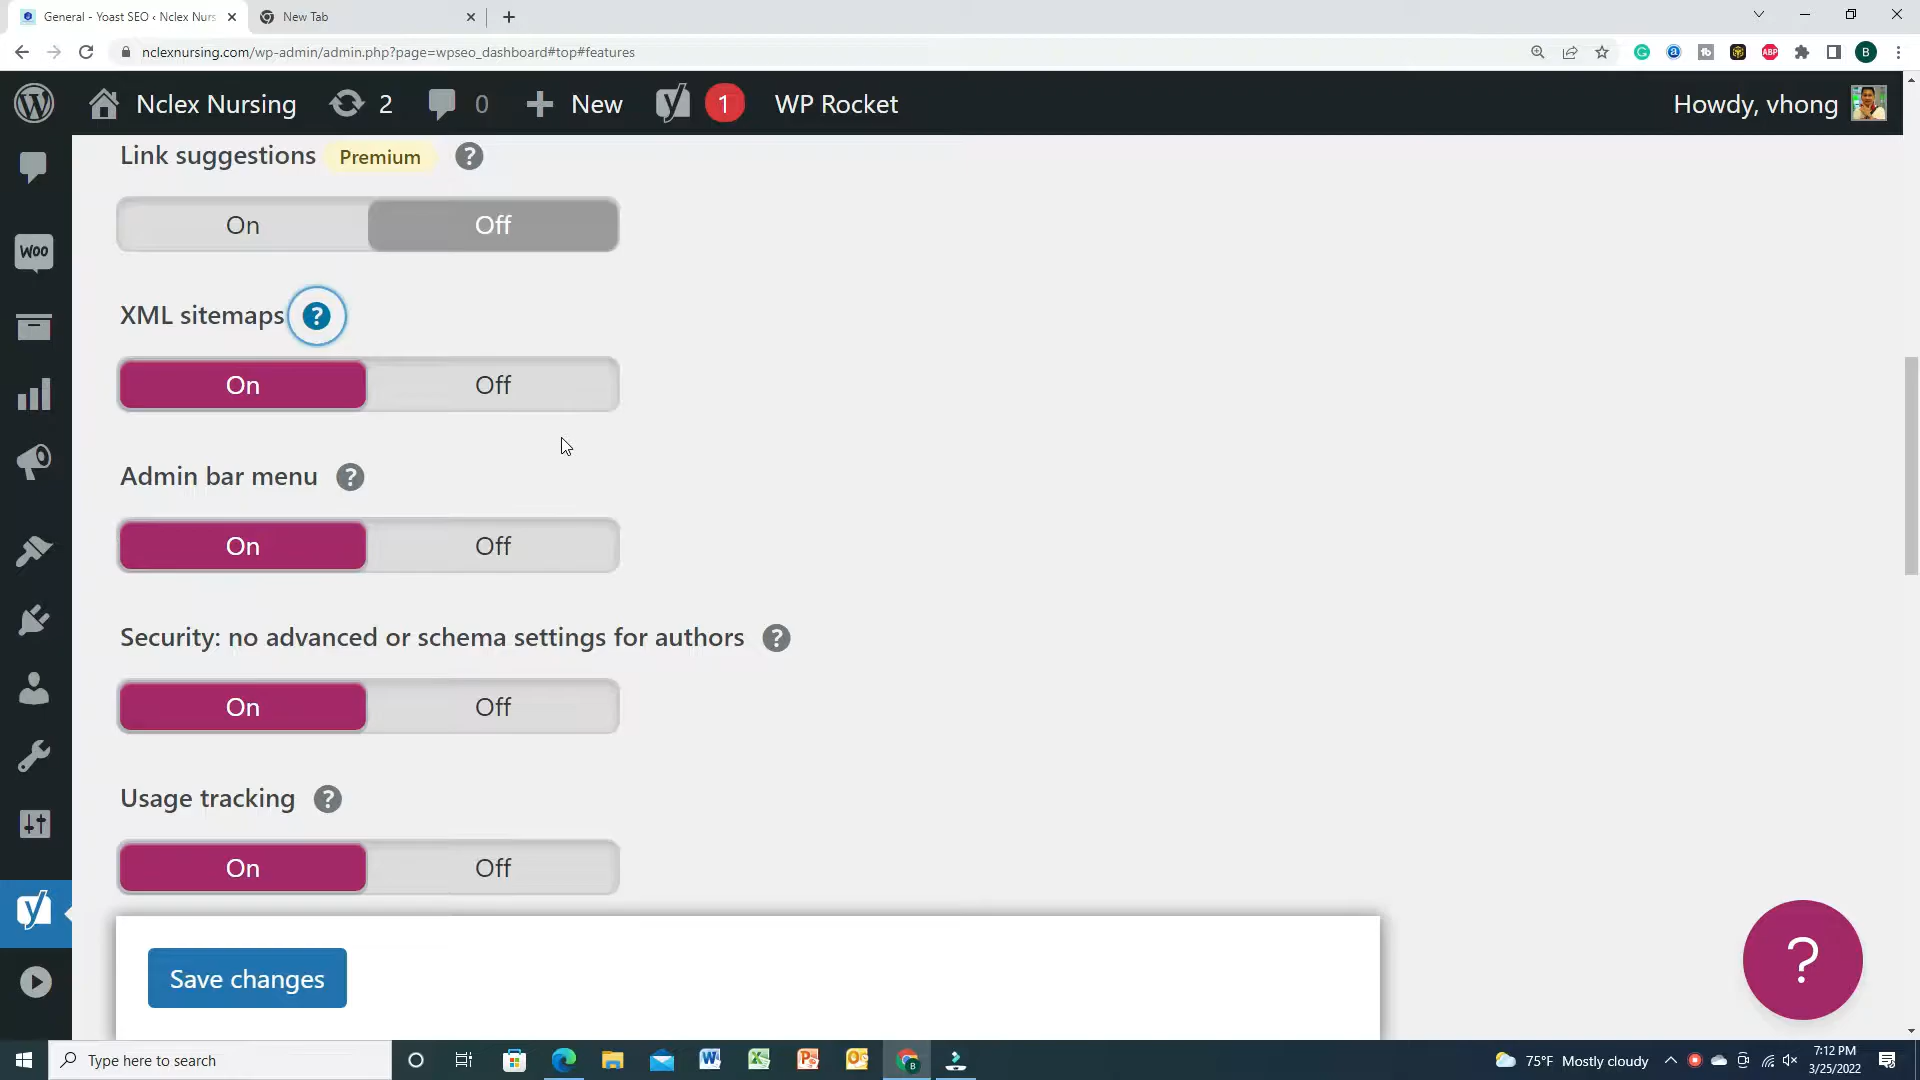 General - Yoast SEO ‹ Nclex Nurs
New Tab
nclexnursing.com/wp-admin/admin.php?page=wpseo_dashboard#top#features
ABP
B
Nclex Nursing
2
0
New
1
WP Rocket
Howdy, vhong
Link suggestions Premium ?
On Off
Woo
XML sitemaps ?
On Off
Admin bar menu ?
On Off
Security: no advanced or schema settings for authors ?
On Off
Usage tracking ?
On Off
Save changes
?
Type here to search
75°F Mostly cloudy
7:12 PM
3/25/2022